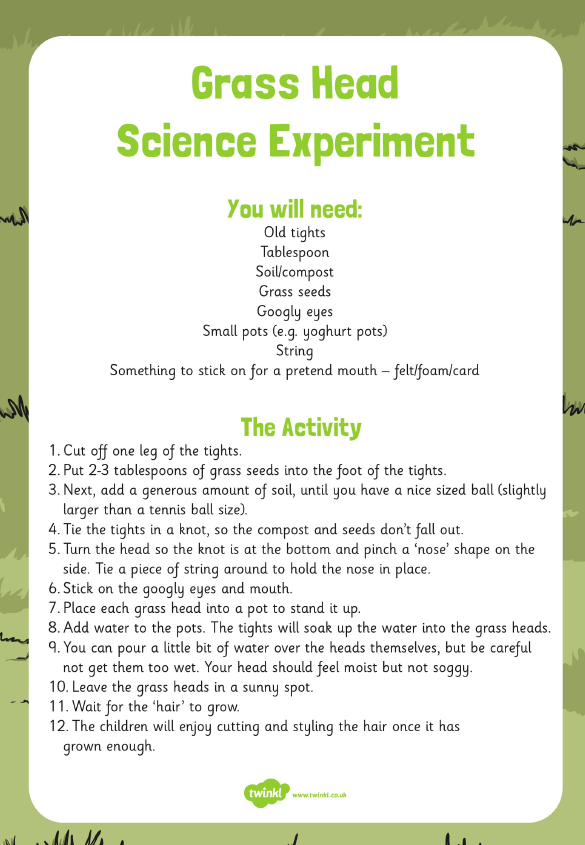 Grass Head
Science Experiment
You will need:
Old tights
Tablespoon
Soil/compost
Grass seeds
Googly eyes
Small pots (e.g. yoghurt pots)
String
Something to stick on for a pretend mouth – felt/foam/card
The Activity
1. Cut off one leg of the tights.
2. Put 2-3 tablespoons of grass seeds into the foot of the tights.
3. Next, add a generous amount of soil, until you have a nice sized ball (slightly
larger than a tennis ball size).
4. Tie the tights in a knot, so the compost and seeds don't fall out.
5. Turn the head so the knot is at the bottom and pinch a 'nose' shape on the
side. Tie a piece of string around to hold the nose in place.
6. Stick on the googly eyes and mouth.
7. Place each grass head into a pot to stand it up.
8. Add water to the pots. The tights will soak up the water into the grass heads.
9. You can pour a little bit of water over the heads themselves, but be careful
not get them too wet. Your head should feel moist but not soggy.
10. Leave the grass heads in a sunny spot.
11. Wait for the 'hair' to grow.
12. The children will enjoy cutting and styling the hair once it has
grown enough.
twinkl www.twinkl.co.uk